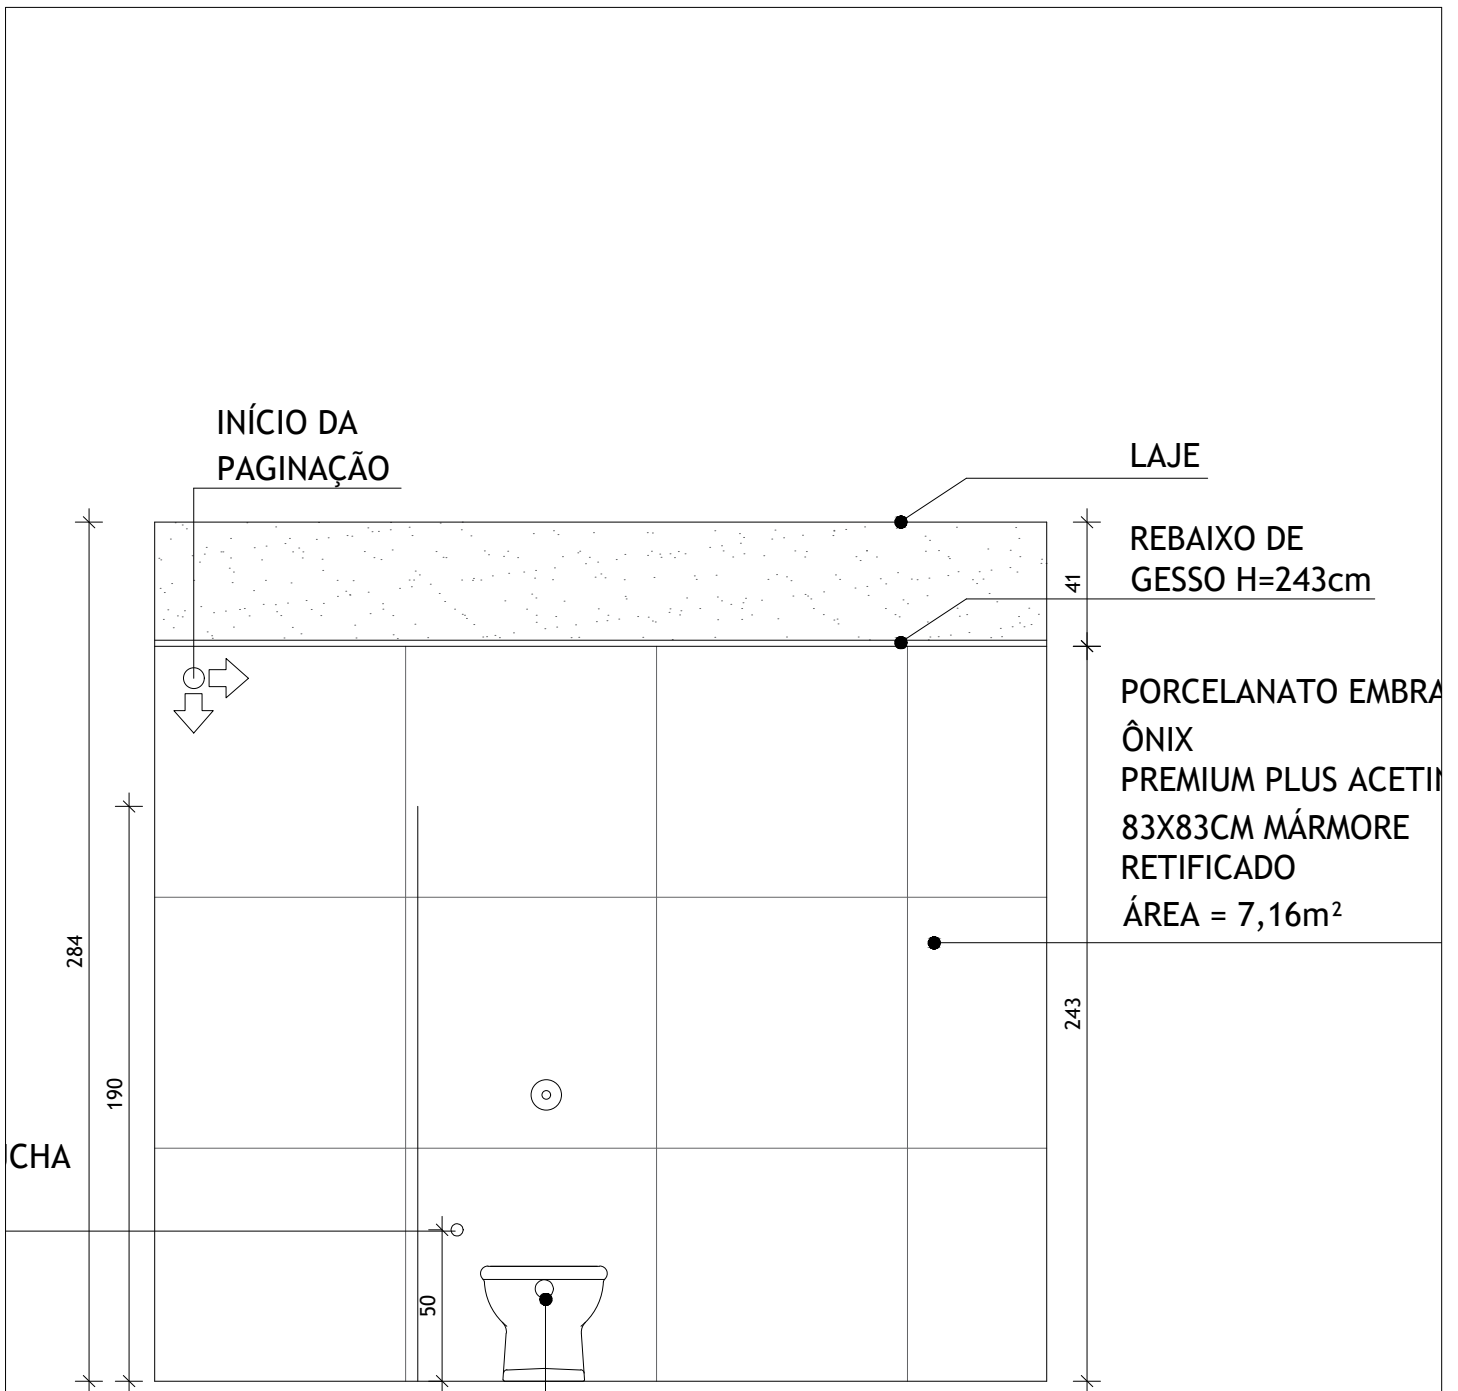 INÍCIO DA
PAGINAÇÃO
LAJE
REBAIXO DE
GESSO H=243cm
41
PORCELANATO EMBRA
ÔNIX
PREMIUM PLUS ACETIN
83X83CM MÁRMORE
RETIFICADO
ÁREA = 7,16m²
284
243
190
CHA
50